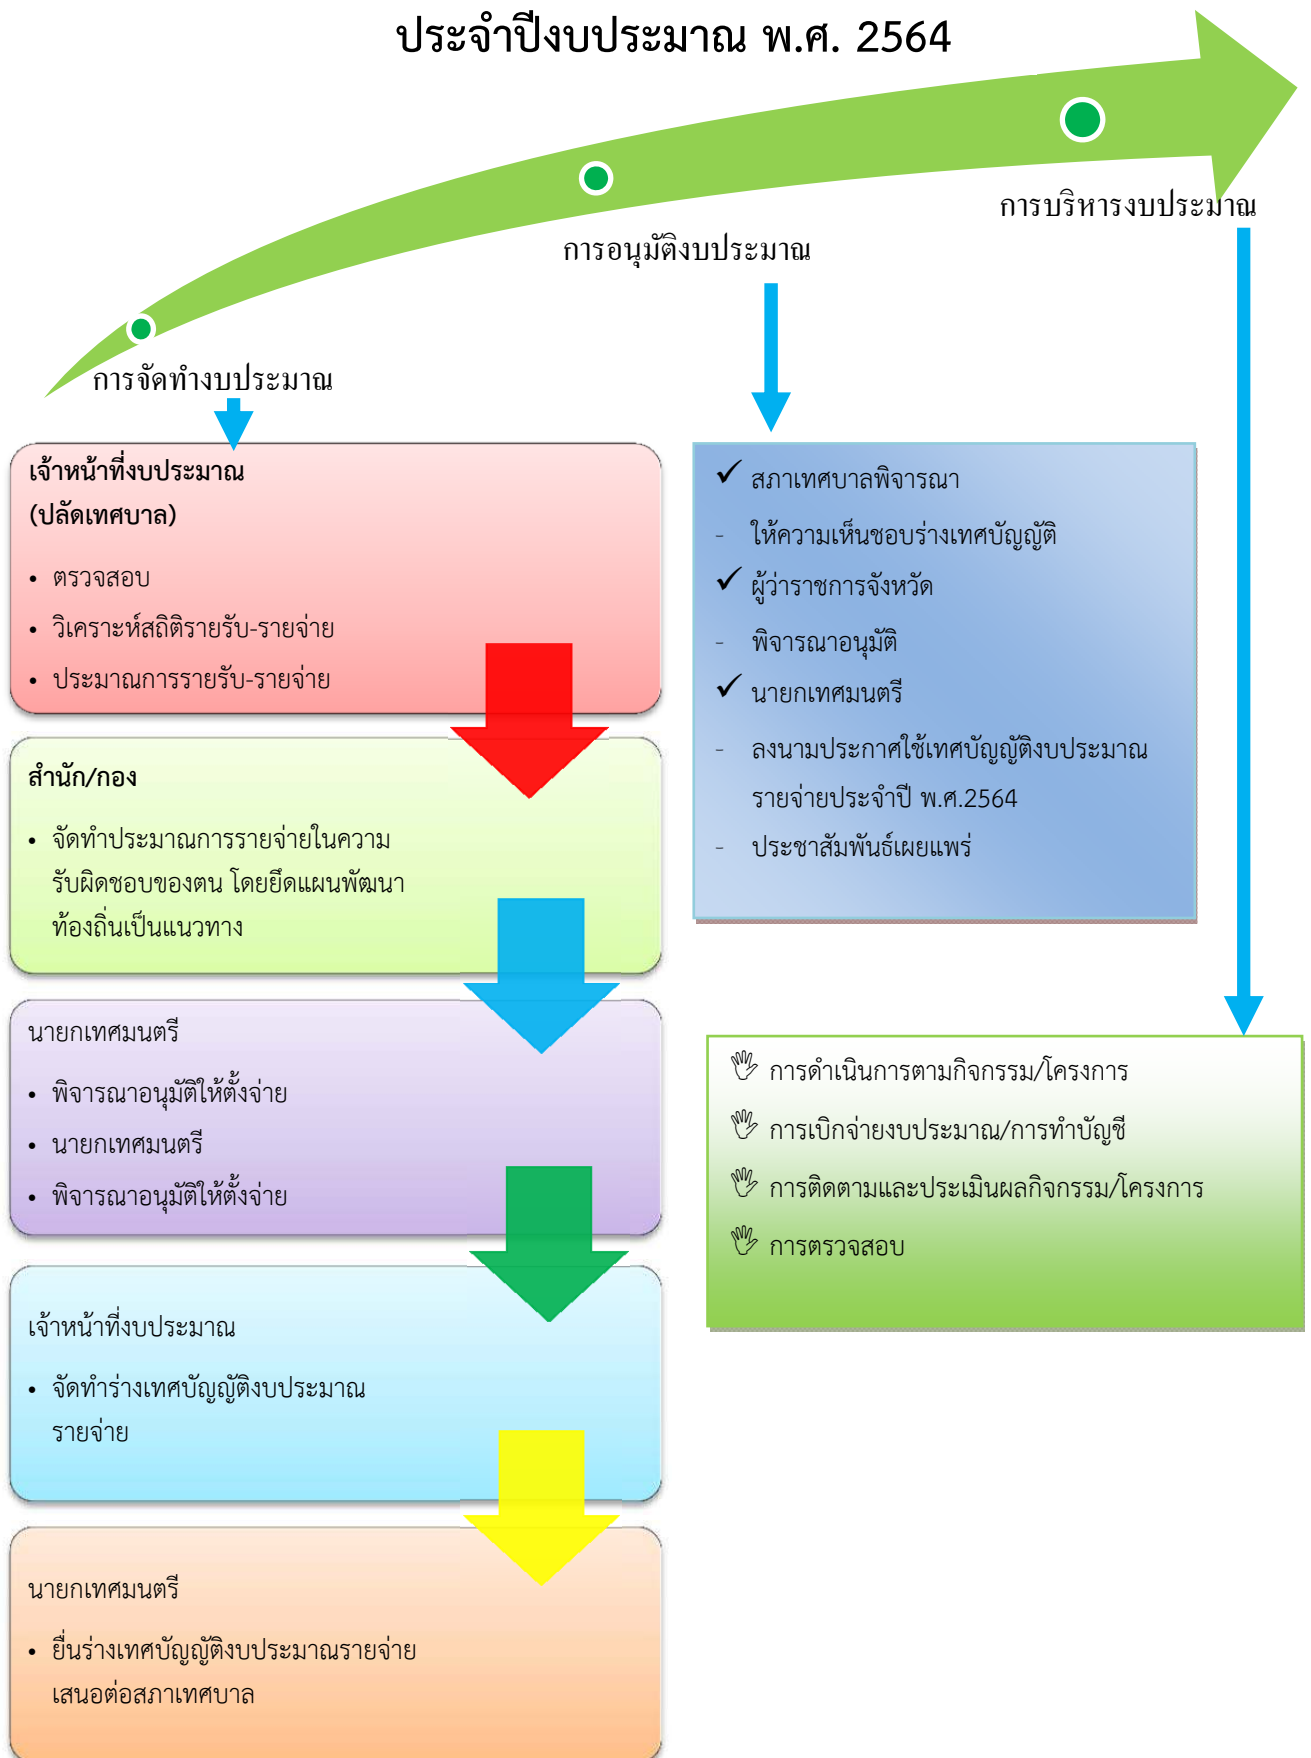 ประจำปีงบประมาณ พ.ศ. 2564
การบริหารงบประมาณ
การอนุมัติงบประมาณ
การจัดทำงบประมาณ
เจ้าหน้าที่งบประมาณ
(ปลัดเทศบาล)
• ตรวจสอบ
• วิเคราะห์สถิติรายรับ-รายจ่าย
• ประมาณการรายรับ-รายจ่าย
สำนัก/กอง
• จัดทำประมาณการรายจ่ายในความ
รับผิดชอบของตน โดยยึดแผนพัฒนา
ท้องถิ่นเป็นแนวทาง
นายกเทศมนตรี
• พิจารณาอนุมัติให้ตั้งจ่าย
• นายกเทศมนตรี
• พิจารณาอนุมัติให้ตั้งจ่าย
เจ้าหน้าที่งบประมาณ
• จัดทำร่างเทศบัญญัติงบประมาณ
รายจ่าย
นายกเทศมนตรี
• ยื่นร่างเทศบัญญัติงบประมาณรายจ่าย
เสนอต่อสภาเทศบาล
✓ สภาเทศบาลพิจารณา
- ให้ความเห็นชอบร่างเทศบัญญัติ
✓ ผู้ว่าราชการจังหวัด
- พิจารณาอนุมัติ
✓ นายกเทศมนตรี
- ลงนามประกาศใช้เทศบัญญัติงบประมาณ
รายจ่ายประจำปี พ.ศ.2564
- ประชาสัมพันธ์เผยแพร่
การดำเนินการตามกิจกรรม/โครงการ
การเบิกจ่ายงบประมาณ/การทำบัญชี
การติดตามและประเมินผลกิจกรรม/โครงการ
การตรวจสอบ